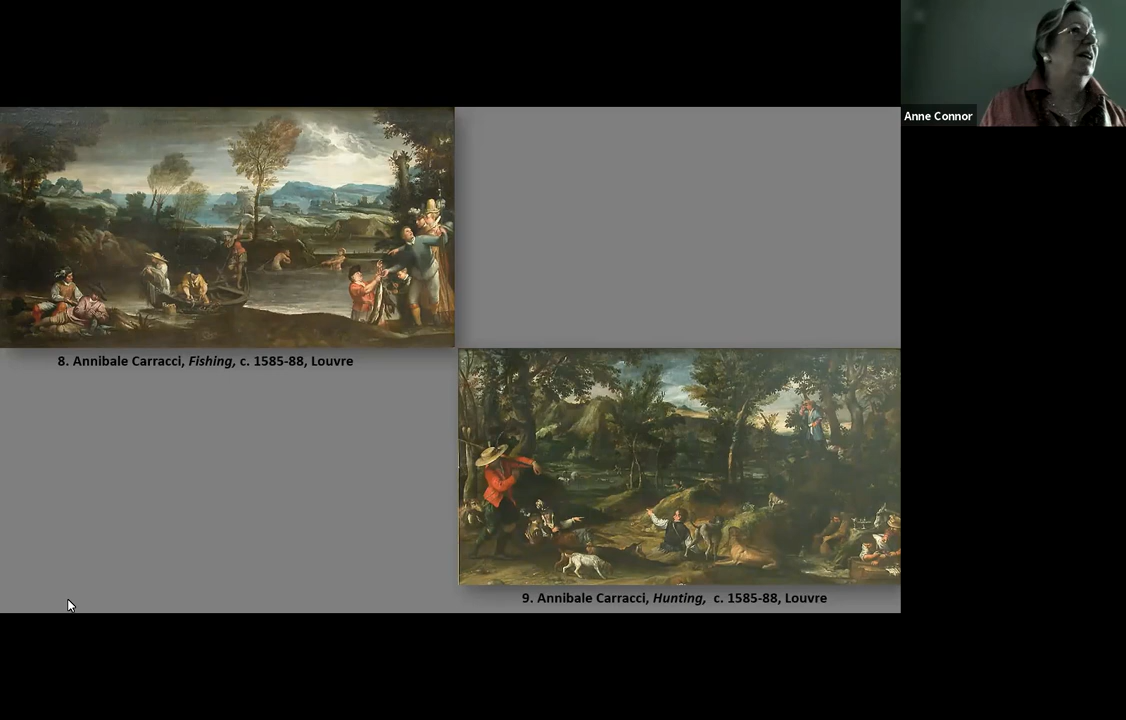 Anne Connor
8. Annibale Carracci, Fishing, c. 1585-88, Louvre
9. Annibale Carracci, Hunting, c. 1585-88, Louvre